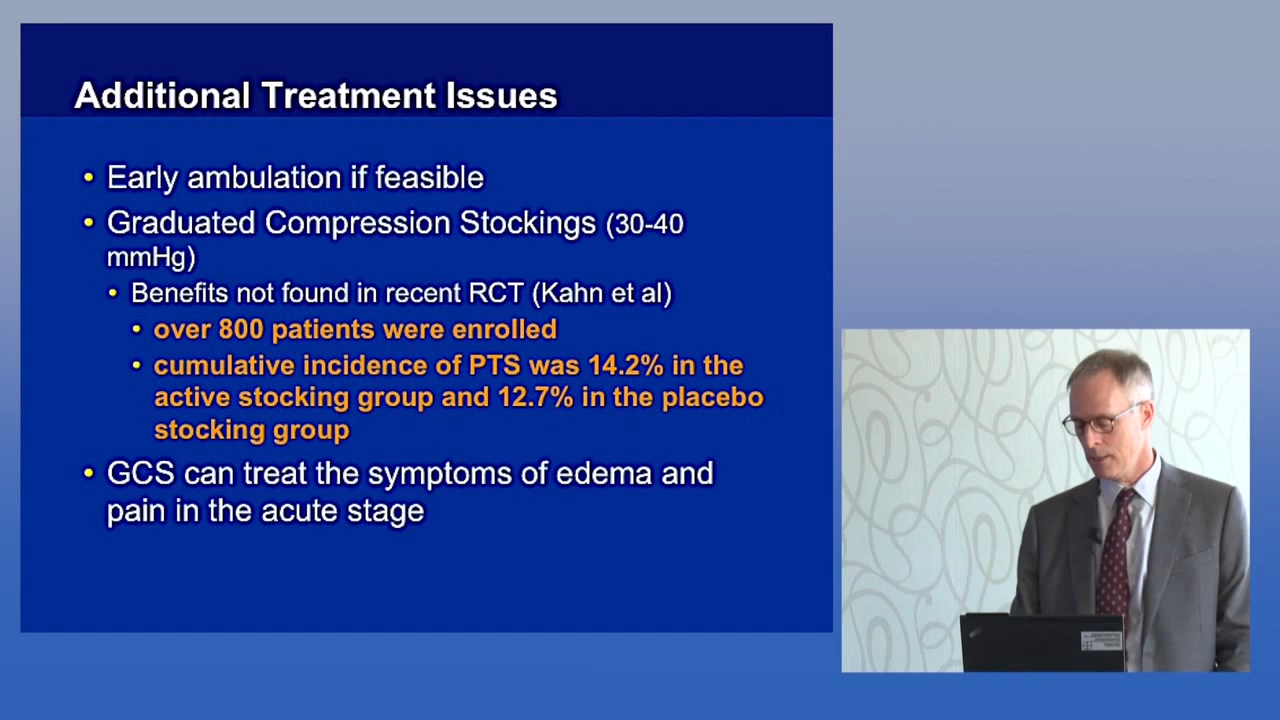 Additional Treatment Issues
• Early ambulation if feasible
• Graduated Compression Stockings (30-40
mmHg)
• Benefits not found in recent RCT (Kahn et al)
• over 800 patients were enrolled
• cumulative incidence of PTS was 14.2% in the
active stocking group and 12.7% in the placebo
stocking group
• GCS can treat the symptoms of edema and
pain in the acute stage